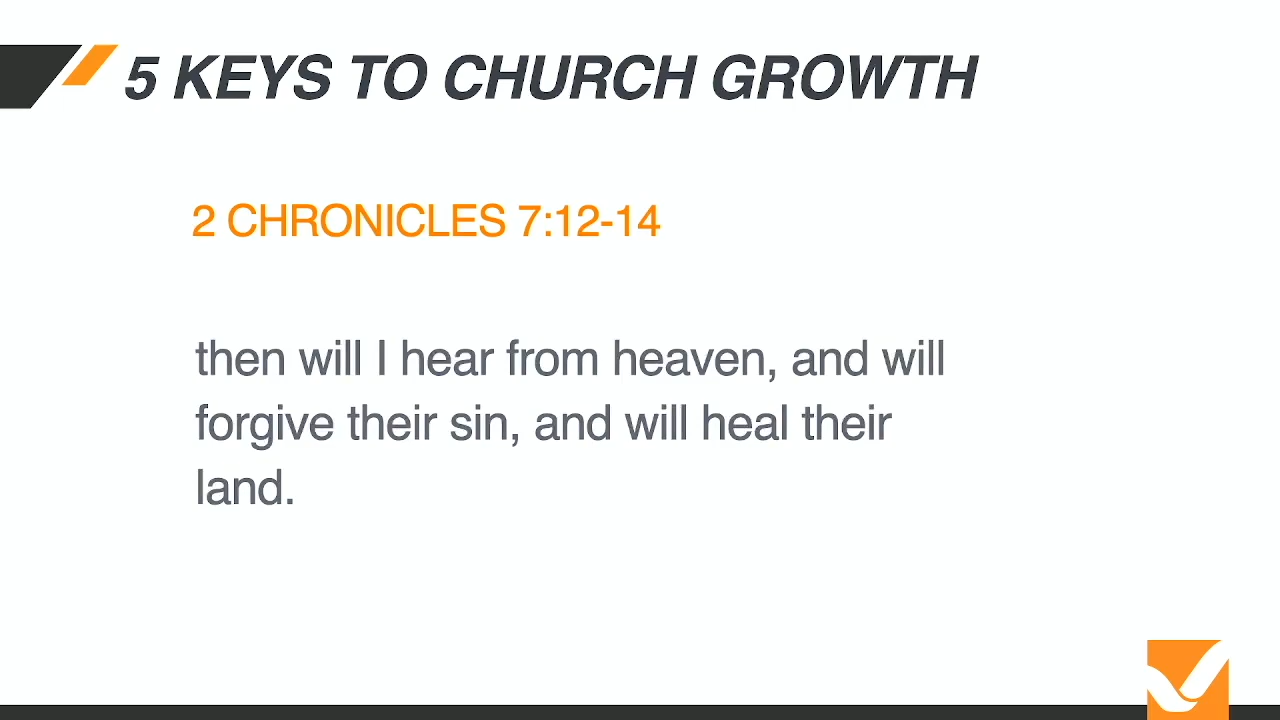 5 KEYS TO CHURCH GROWTH
2 CHRONICLES 7:12-14
then will I hear from heaven, and will
forgive their sin, and will heal their
land.